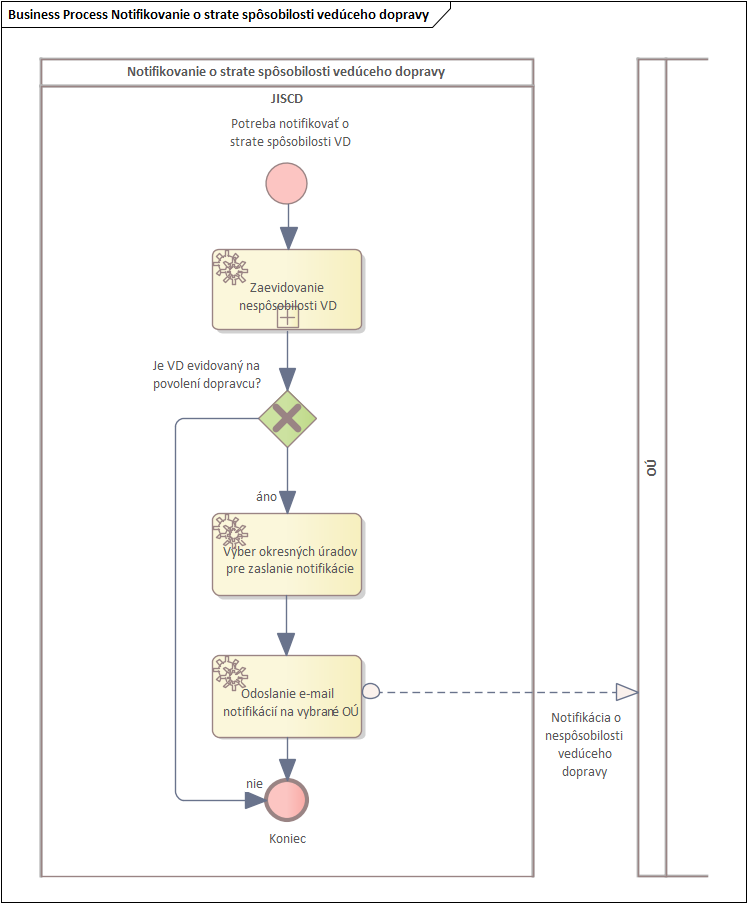 Business Process Notifikovanie o strate spôsobilosti vedúceho dopravy
Notifikovanie o strate spôsobilosti vedúceho dopravy
JISCD
Potreba notifikovať o
strate spôsobilosti VD
Zaevidovanie
nespôsobilosti VD
Je VD evidovaný na
povolení dopravcu?
OÚ
áno
Výber okresných úradov
pre zaslanie notifikácie
Odoslanie e-mail
notifikácií na vybrané OÚ
Notifikácia o
nespôsobilosti
vedúceho
dopravy
nie
Koniec